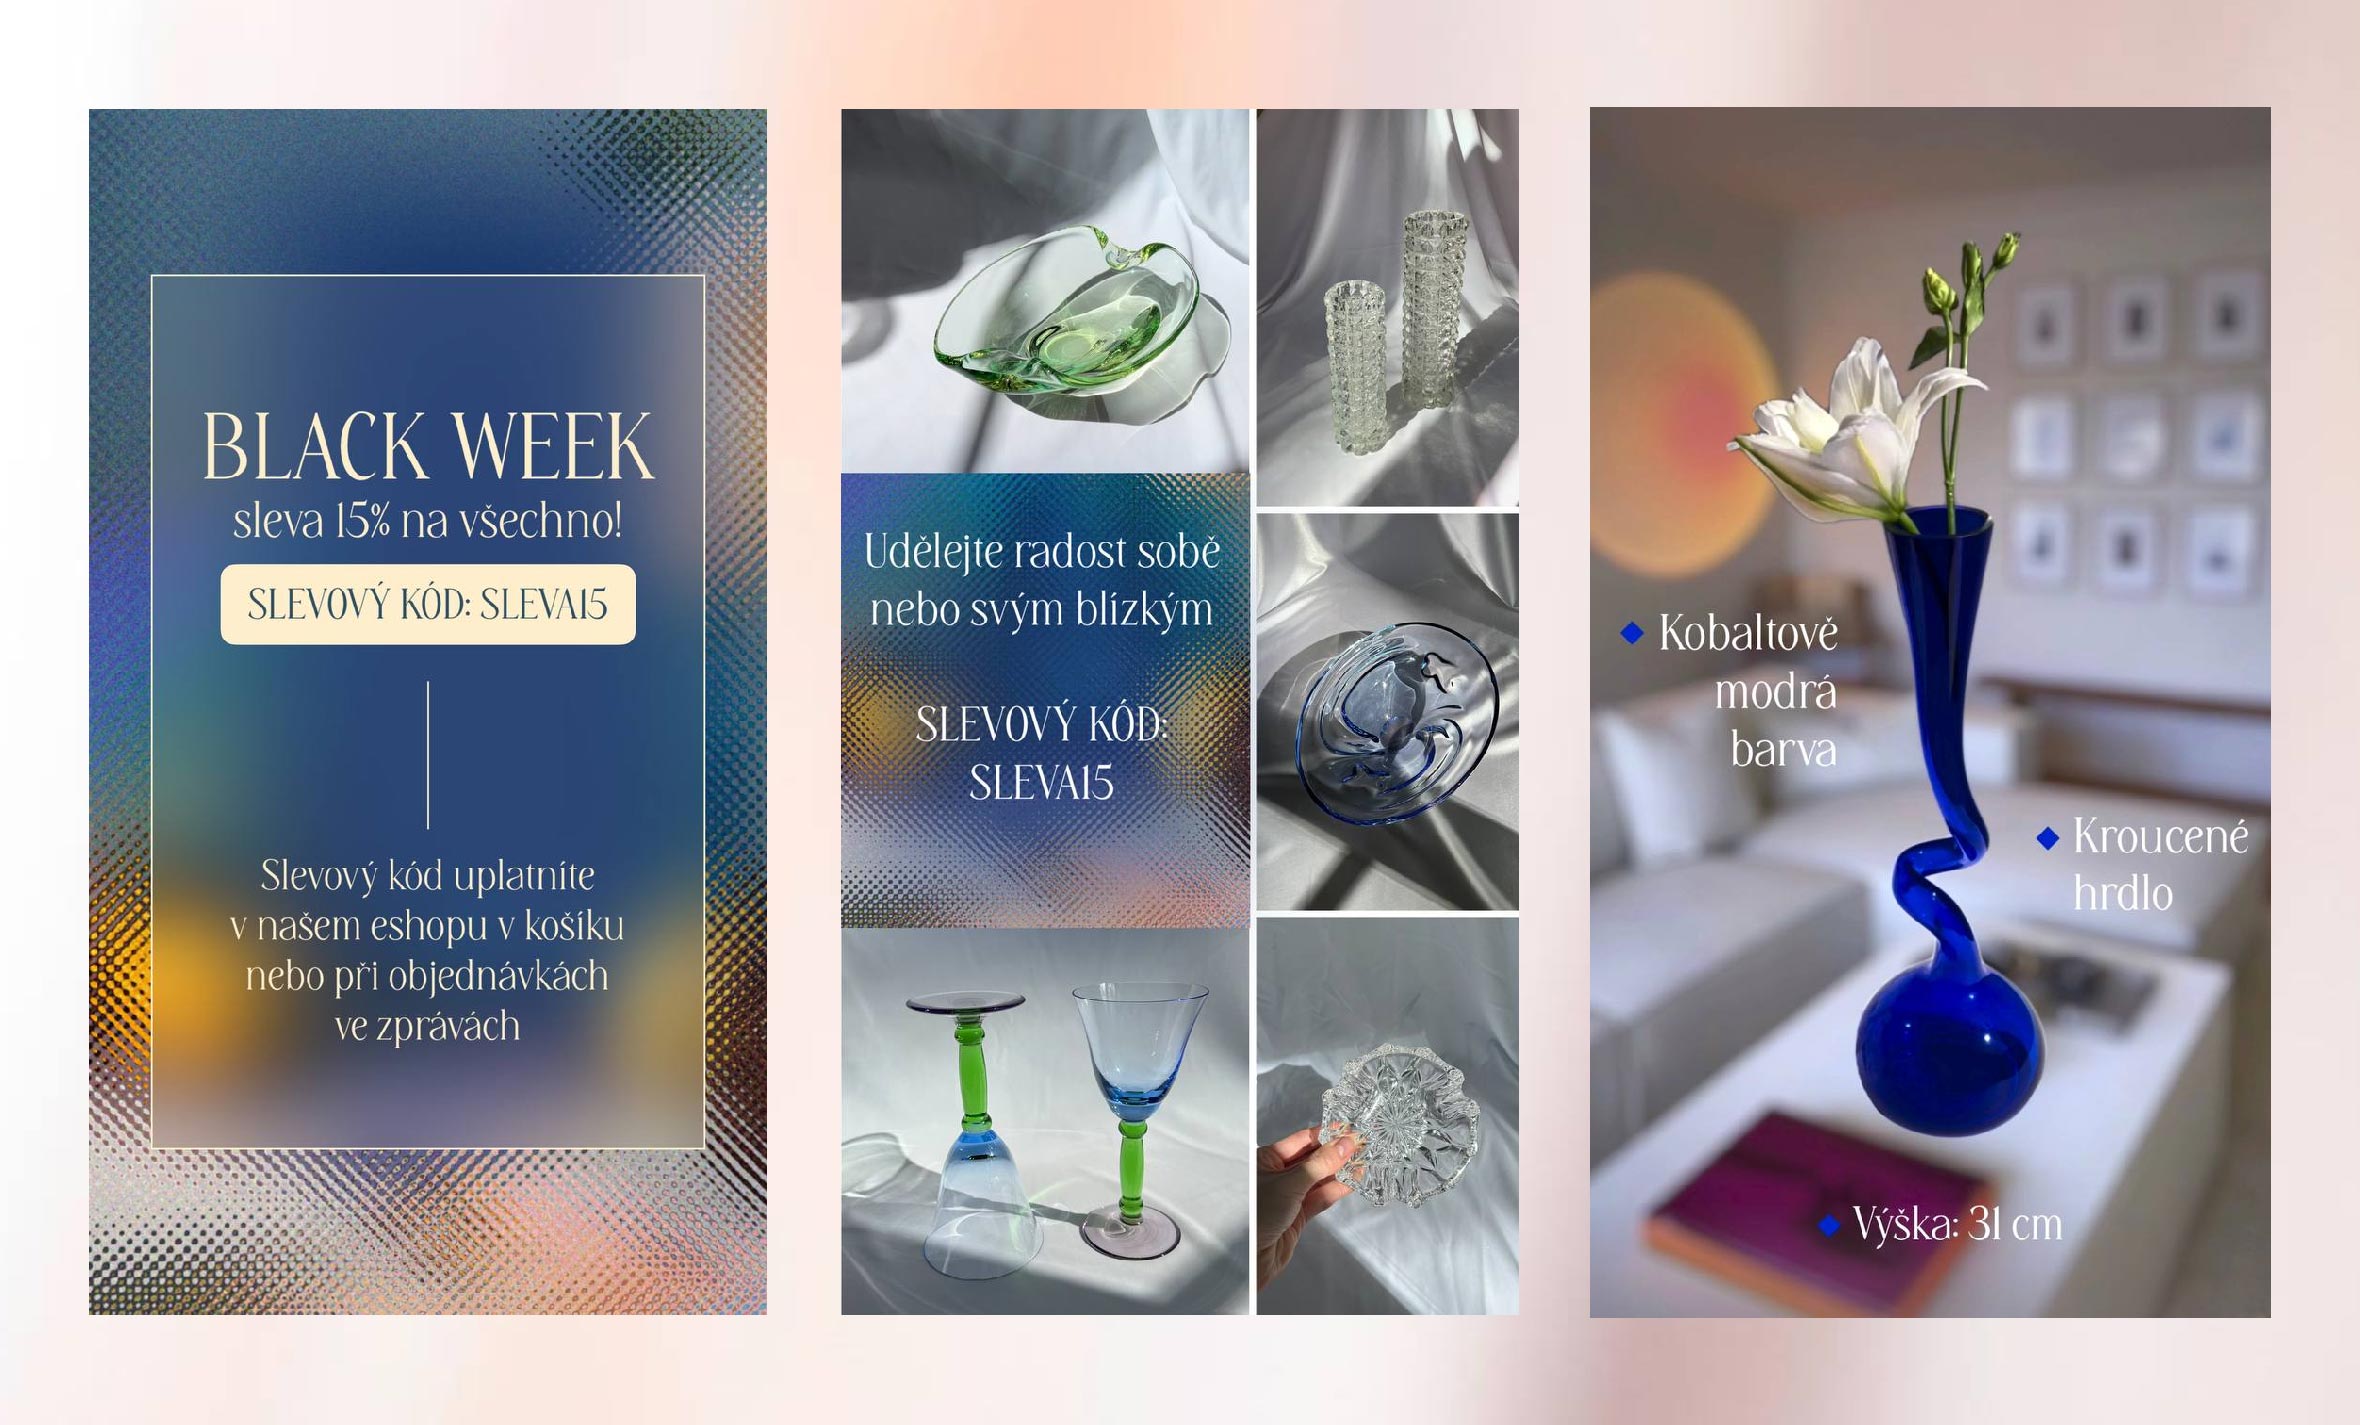 BLACK WEEK
sleva 15% na všechno!
SLEVOVÝ KÓD: SLEVA15
Slevový kód uplatníte
v našem eshopu v košíku
nebo při objednávkách
ve zprávách
Udělejte radost sobě
nebo svým blízkým
SLEVOVÝ KÓD:
SLEVA15
Kobaltově
modrá
barva
Kroucené
hrdlo
Výška: 31 cm